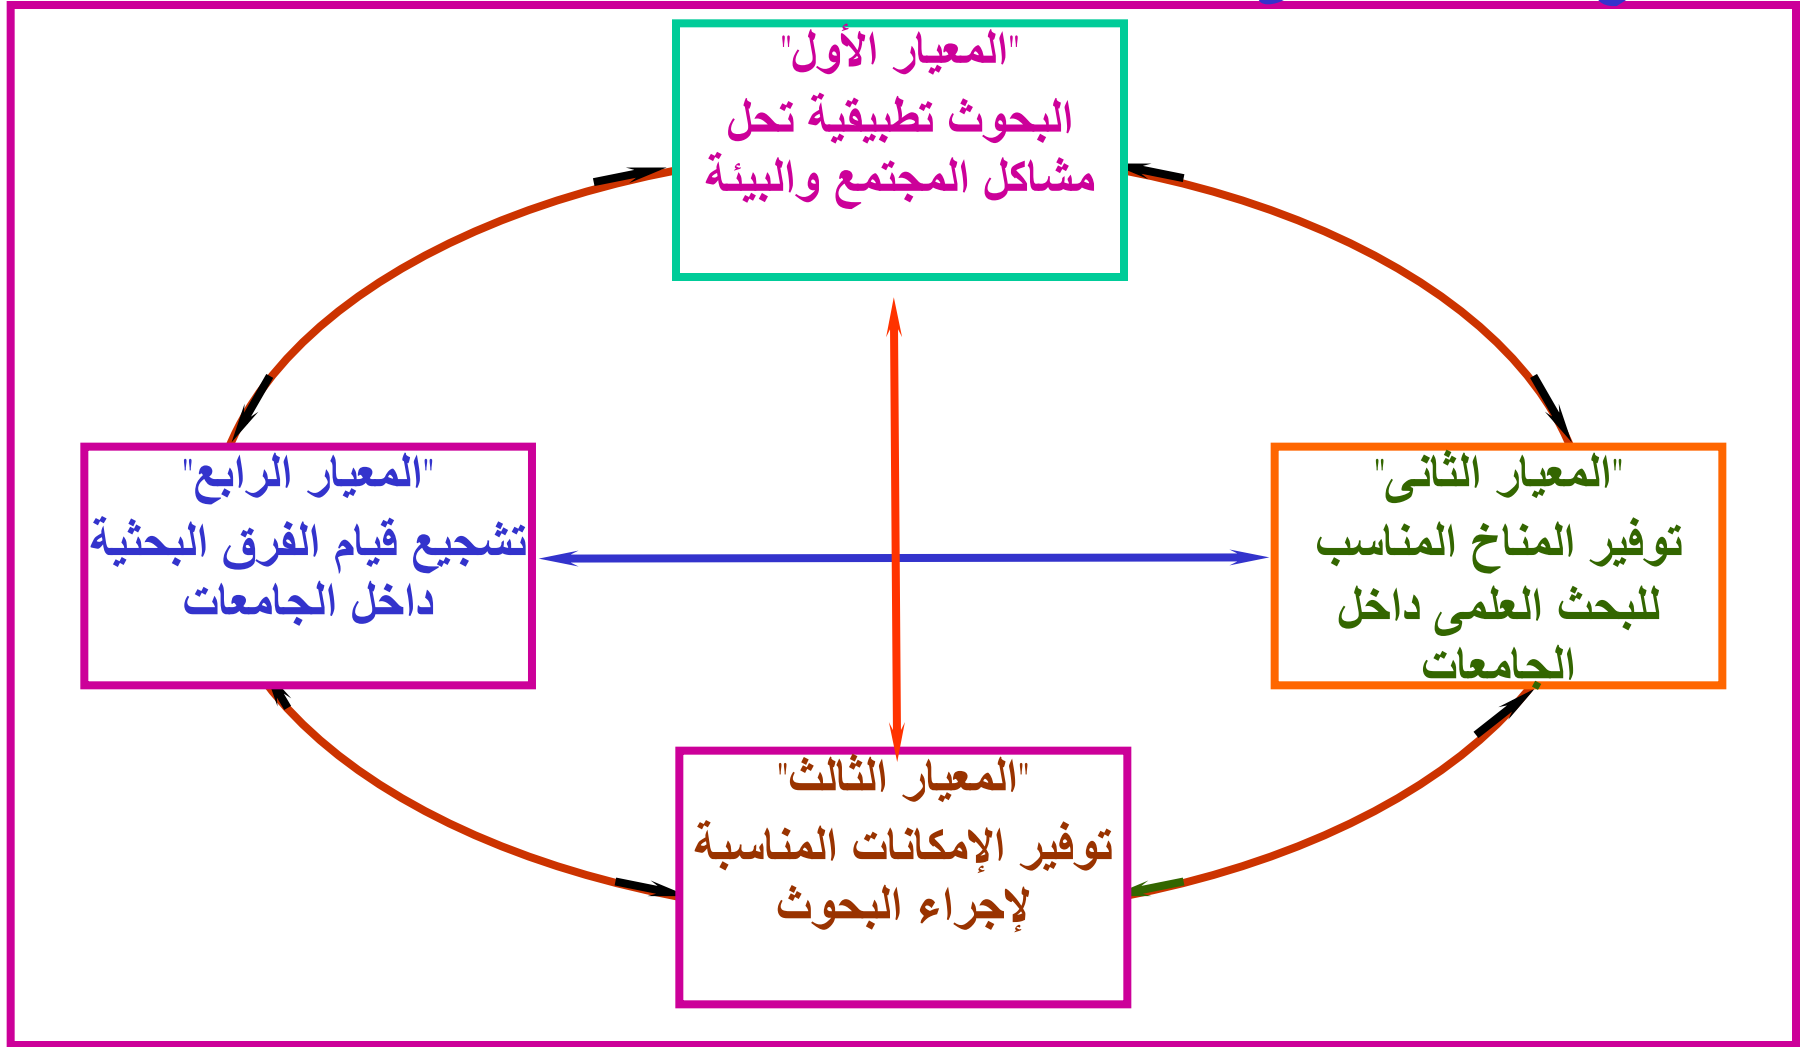 "المعيار الأول"
البحوث تطبيقية تحل
مشاكل المجتمع والبيئة
"المعيار الثانى"
توفير المناخ المناسب
للبحث العلمى داخل
الجامعات
"المعيار الثالث"
توفير الإمكانات المناسبة
لإجراء البحوث
"المعيار الرابع"
تشجيع قيام الفرق البحثية
داخل الجامعات